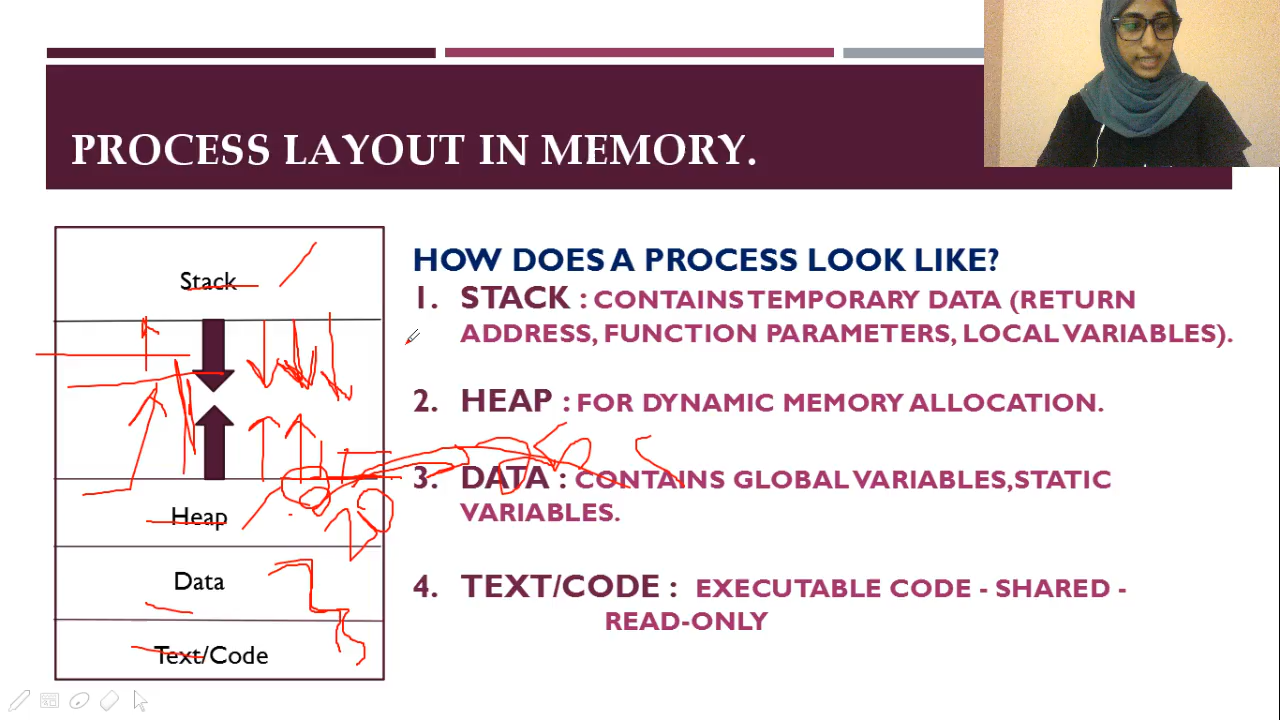 PROCESS LAYOUT IN MEMORY.
Stack
Heap
Data
Text/Code
HOW DOES A PROCESS LOOK LIKE?
1. STACK : CONTAINS TEMPORARY DATA (RETURN
ADDRESS, FUNCTION PARAMETERS, LOCAL VARIABLES).
2. HEAP : FOR DYNAMIC MEMORY ALLOCATION.
3. DATA : CONTAINS GLOBAL VARIABLES,STATIC
VARIABLES.
4. TEXT/CODE : EXECUTABLE CODE - SHARED -
READ-ONLY